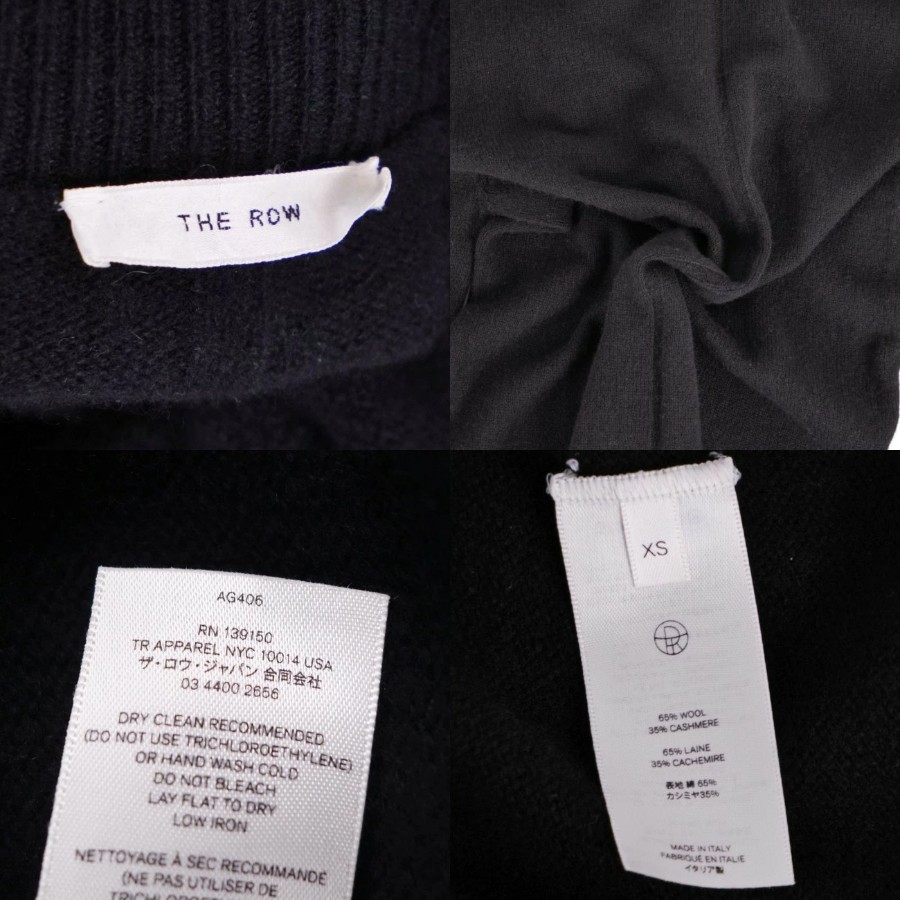 THE ROW
AG406
RN 139150
TR APPAREL NYC 10014 USA
ザ・ロウ・ジャパン 合同会社
03 4400 2656
DRY CLEAN RECOMMENDED
(DO NOT USE TRICHLOROETHYLENE)
OR HAND WASH COLD
DO NOT BLEACH
LAY FLAT TO DRY
LOW IRON
NETTOYAGE À SEC RECOMMANDÉ
(NE PAS UTILISER DE
TRICHLOROÉTHYLÈNE
XS
65% WOOL
35% CASHMERE
65% LAINE
35% CACHEMIRE
表地 綿 65%
カシミヤ35%
MADE IN ITALY
FABRIQUÉ EN ITALIE
イタリア製